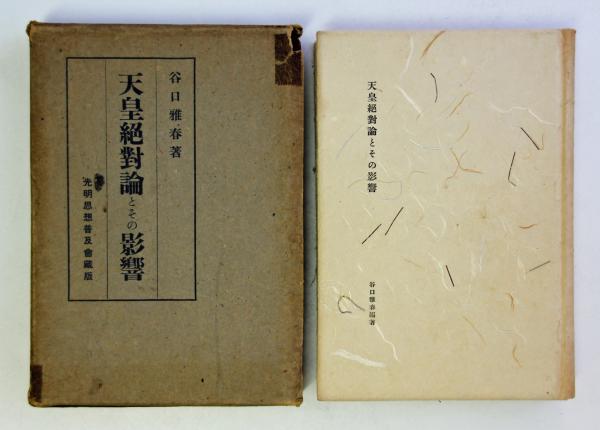 谷口雅春著
天皇絕對論とその影響
光明思想普及會藏版
天皇絕對論とその影響
谷口雅春編著